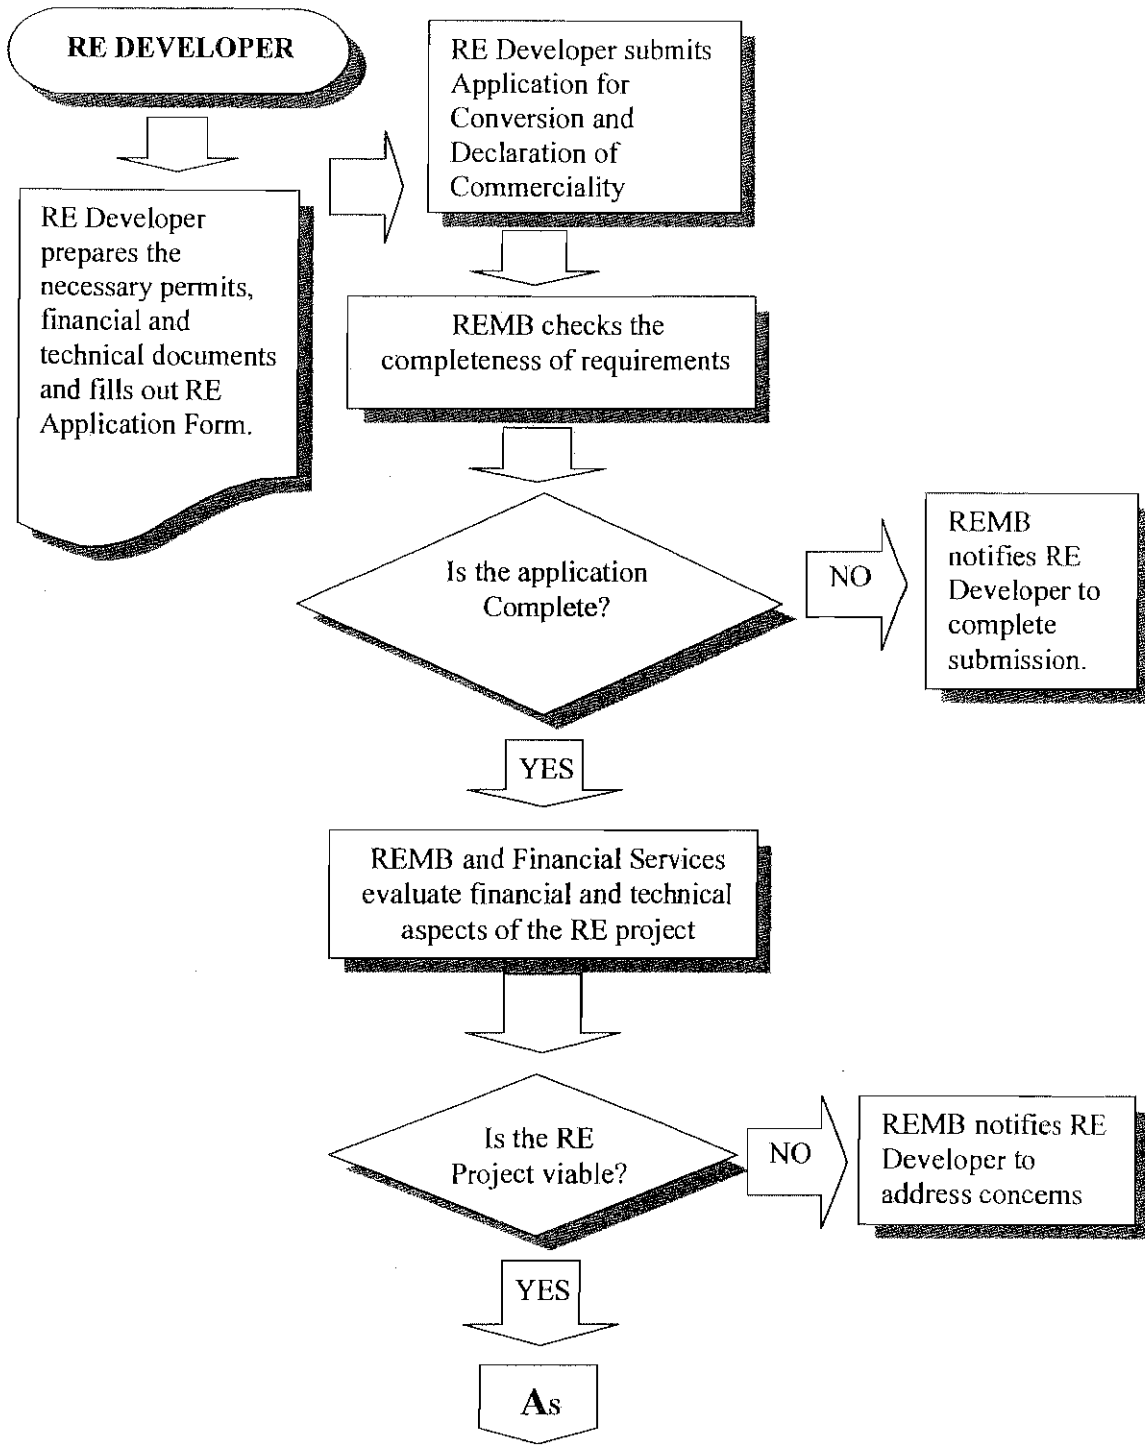 RE DEVELOPER
RE Developer
prepares the
necessary permits,
financial and
technical documents
and fills out RE
Application Form.
RE Developer submits
Application for
Conversion and
Declaration of
Commerciality
REMB checks the
completeness of requirements
Is the application
Complete?
NO
REMB
notifies RE
Developer to
complete
submission.
YES
REMB and Financial Services
evaluate financial and technical
aspects of the RE project
Is the RE
Project viable?
NO
REMB notifies RE
Developer to
address concerns
YES
As